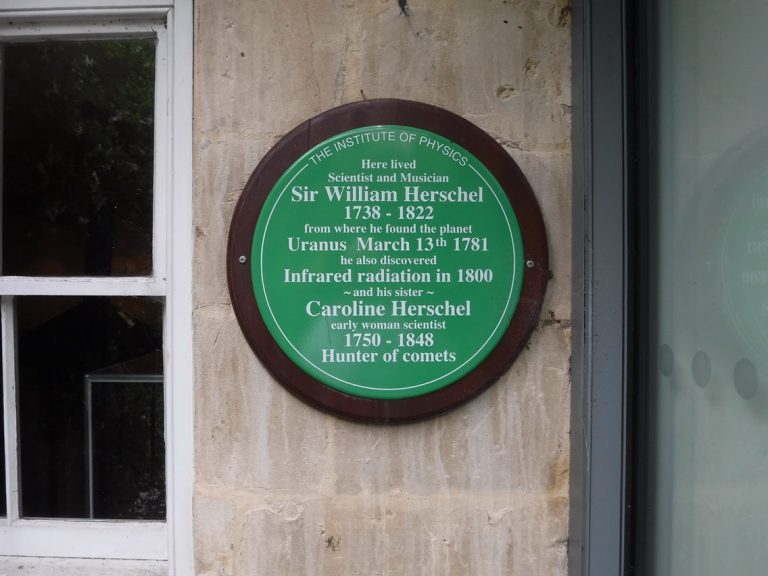 THE INSTITUTE OF PHYSICS
Here lived
Scientist and Musician
Sir William Herschel
1738 - 1822
from where he found the planet
Uranus March 13th 1781
he also discovered
Infrared radiation in 1800
~ and his sister ~
Caroline Herschel
early woman scientist
1750 - 1848
Hunter of comets